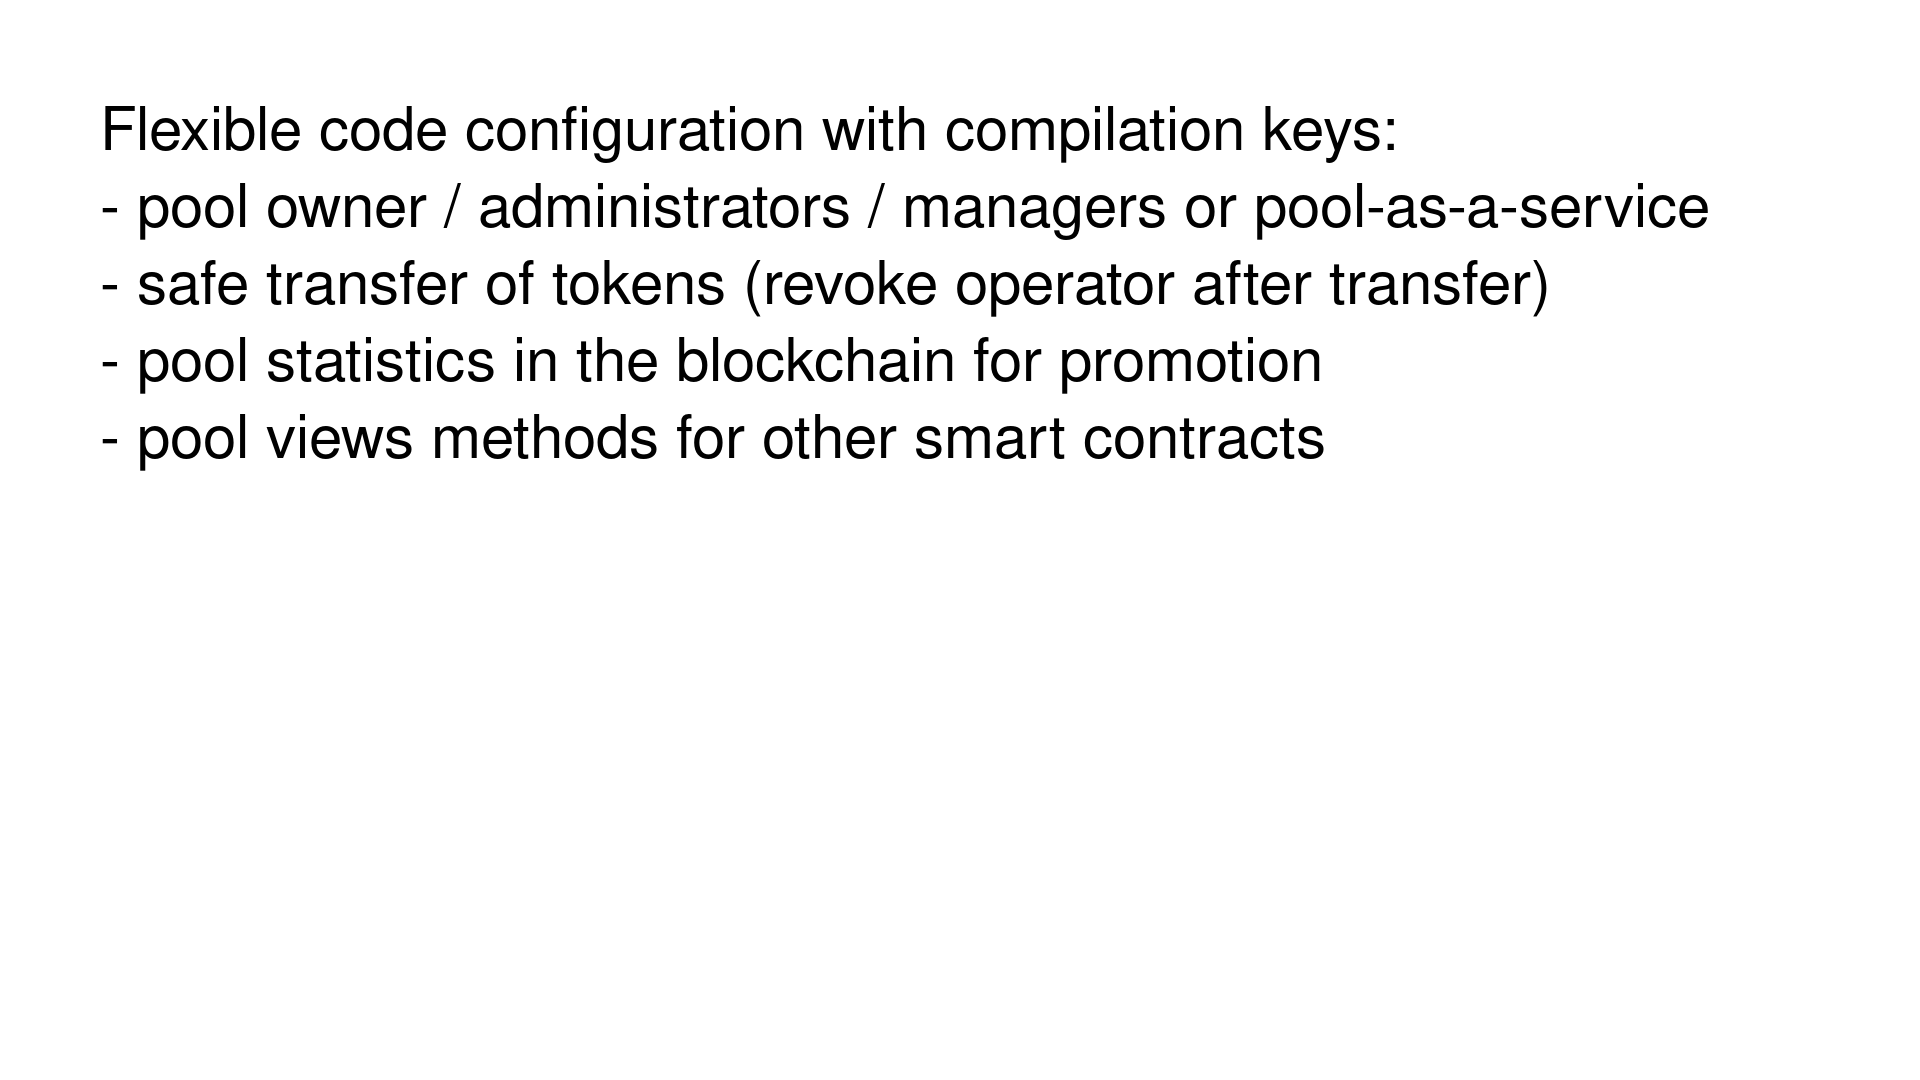 Flexible code configuration with compilation keys:
- pool owner / administrators / managers or pool-as-a-service
- safe transfer of tokens (revoke operator after transfer)
- pool statistics in the blockchain for promotion
- pool views methods for other smart contracts